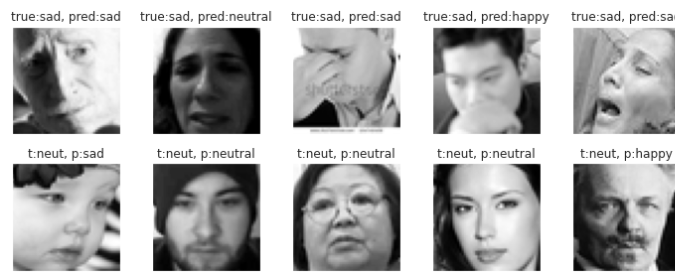 true:sad, pred:sad
true:sad, pred:neutral
true:sad, pred:sad
true:sad, pred:happy
true:sad, pred:sad
shutterstock
t:neut, p:sad
t:neut, p:neutral
t:neut, p:neutral
t:neut, p:neutral
t:neut, p:happy